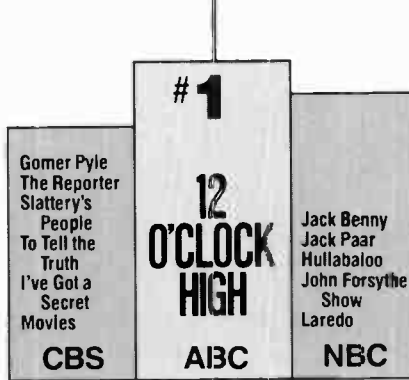 Gomer Pyle
The Reporter
Slattery's
People
To Tell the
Truth
I've Got a
Secret
Movies
CBS
#1
12
O'CLOCK
HIGH
ABC
Jack Benny
Jack Paar
Hullabaloo
John Forsythe
Show
Laredo
NBC